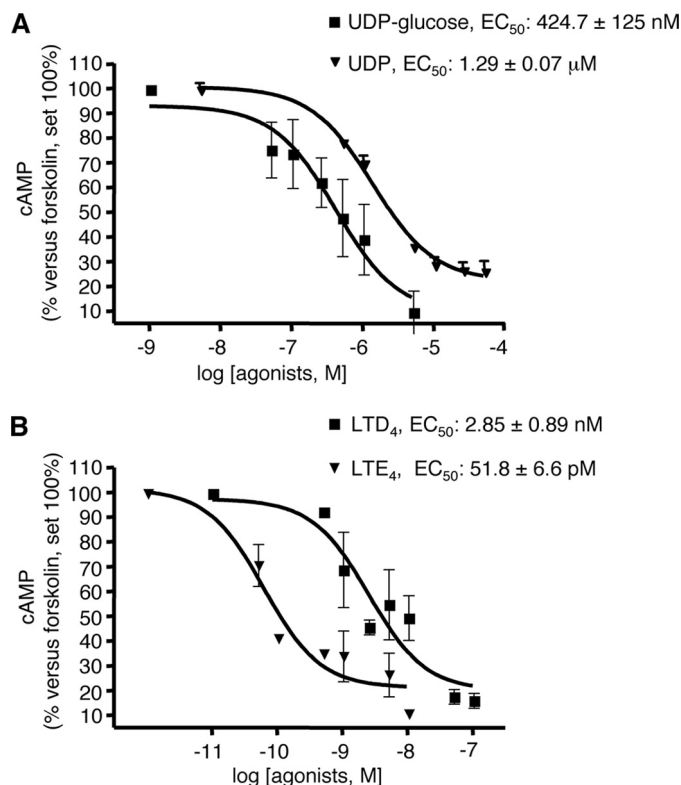 A
■ UDP-glucose, EC50: 424.7 ± 125 nM
▼ UDP, EC50: 1.29 ± 0.07 μM
110
100
90
80
70
60
50
40
30
20
10
cAMP
(% versus forskolin, set 100%)
-9 -8 -7 -6 -5 -4
log [agonists, M]
B
■ LTD4, EC50: 2.85 ± 0.89 nM
▼ LTE4, EC50: 51.8 ± 6.6 pM
110
100
90
80
70
60
50
40
30
20
10
cAMP
(% versus forskolin, set 100%)
-11 -10 -9 -8 -7
log [agonists, M]